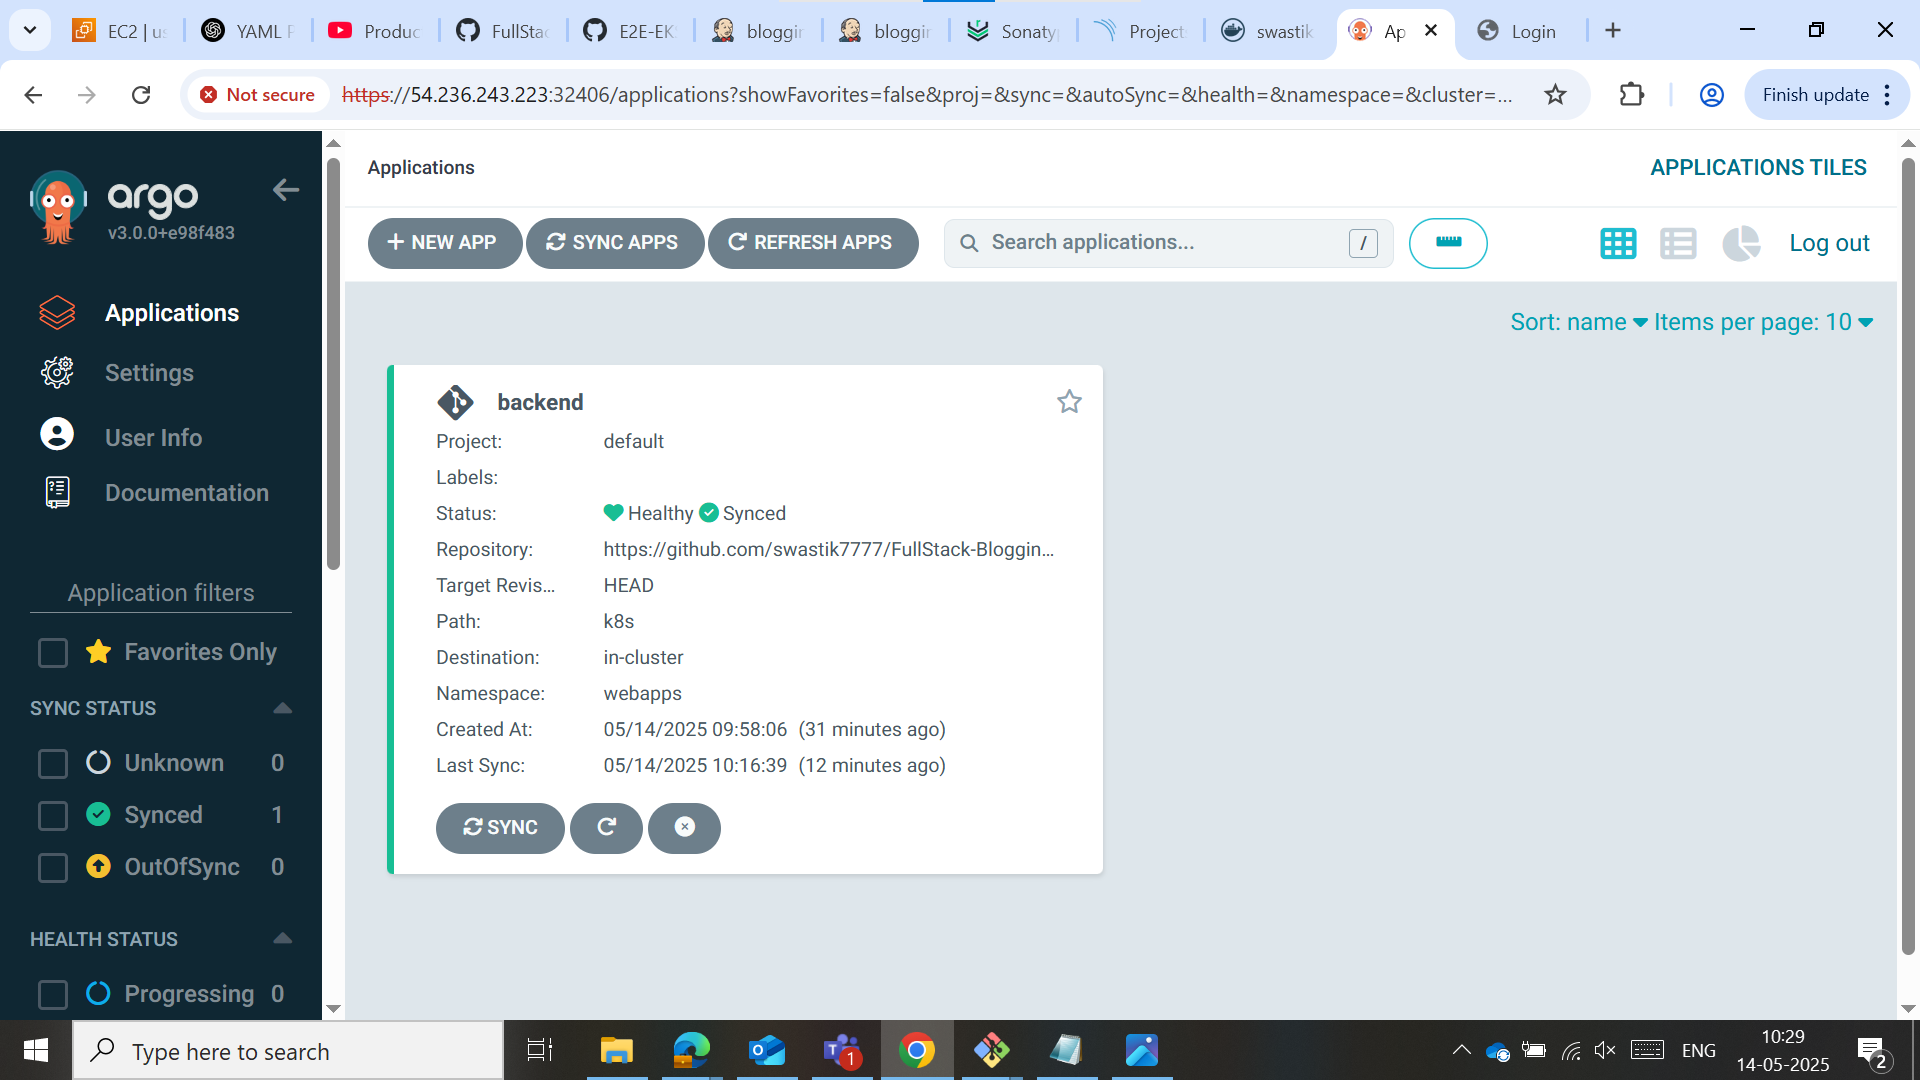 EC2 | us
YAML F
Produc
FullSta
E2E-EK
bloggin
bloggin
Sonaty
Project
swastik
Ap
Login
Not secure
https://54.236.243.223:32406/applications?showFavorites=false&proj=&sync=&autoSync=&health=&namespace=&cluster=...
Finish update
argo
v3.0.0+e98f483
Applications
Settings
User Info
Documentation
Application filters
Favorites Only
SYNC STATUS
Unknown 0
Synced 1
OutOfSync 0
HEALTH STATUS
Progressing 0
Applications
APPLICATIONS TILES
+ NEW APP
SYNC APPS
REFRESH APPS
Search applications...
/
Log out
Sort: name
Items per page: 10
backend
Project: default
Labels:
Status: Healthy Synced
Repository: https://github.com/swastik7777/FullStack-Bloggin...
Target Revis... HEAD
Path: k8s
Destination: in-cluster
Namespace: webapps
Created At: 05/14/2025 09:58:06 (31 minutes ago)
Last Sync: 05/14/2025 10:16:39 (12 minutes ago)
SYNC
Type here to search
1
ENG
10:29
14-05-2025
2